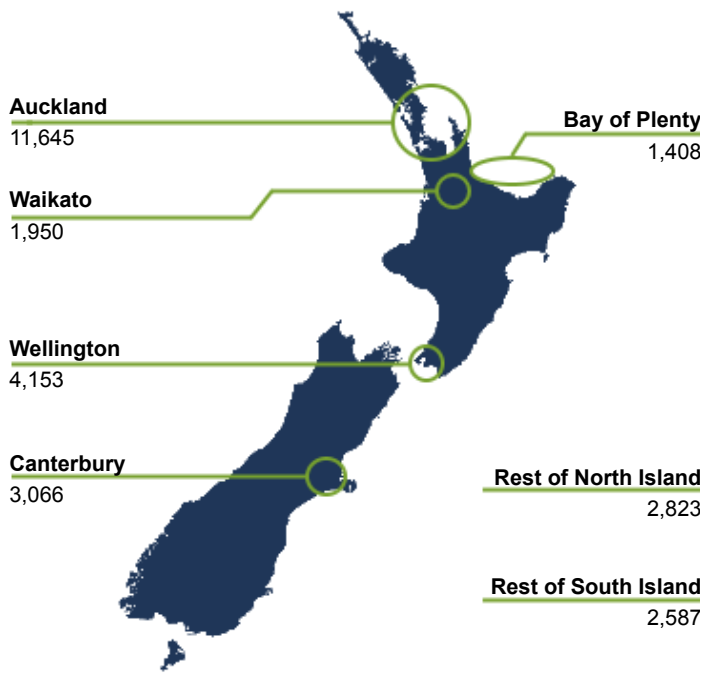 Auckland
11,645
Bay of Plenty
1,408
Waikato
1,950
Wellington
4,153
Canterbury
3,066
Rest of North Island
2,823
Rest of South Island
2,587